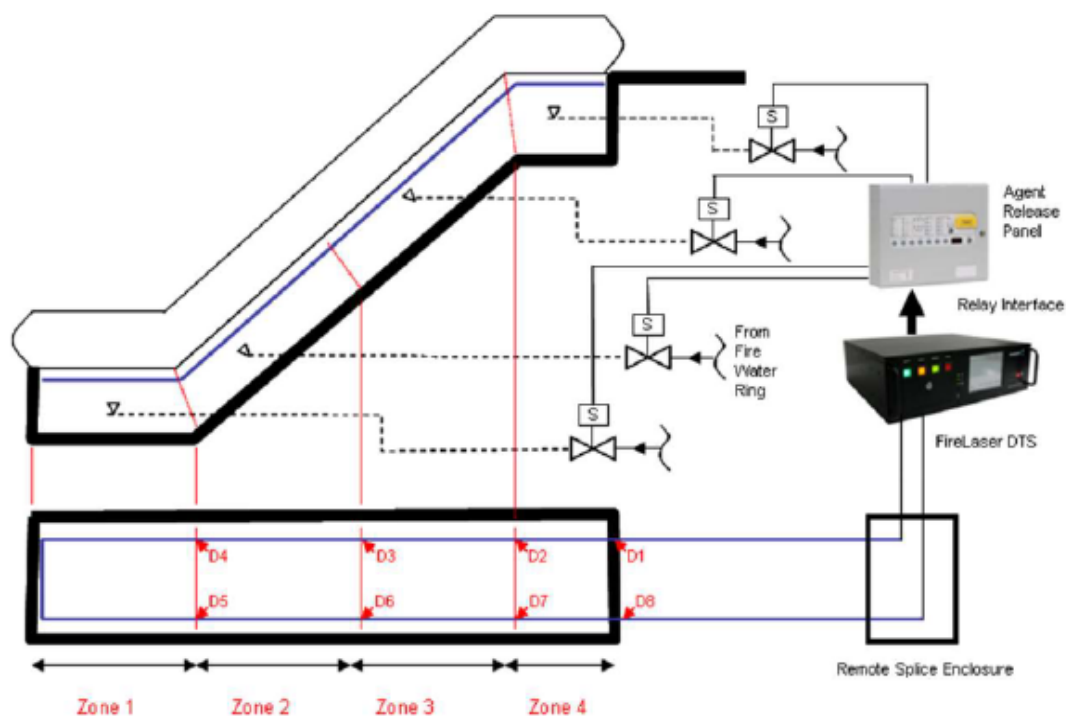 S
Agent
Release
Panel
S
Relay Interface
S
From
Fire
Water
Ring
S
FireLaser DTS
D4
D3
D2
D1
D5
D6
D7
D8
Remote Splice Enclosure
Zone 1
Zone 2
Zone 3
Zone 4